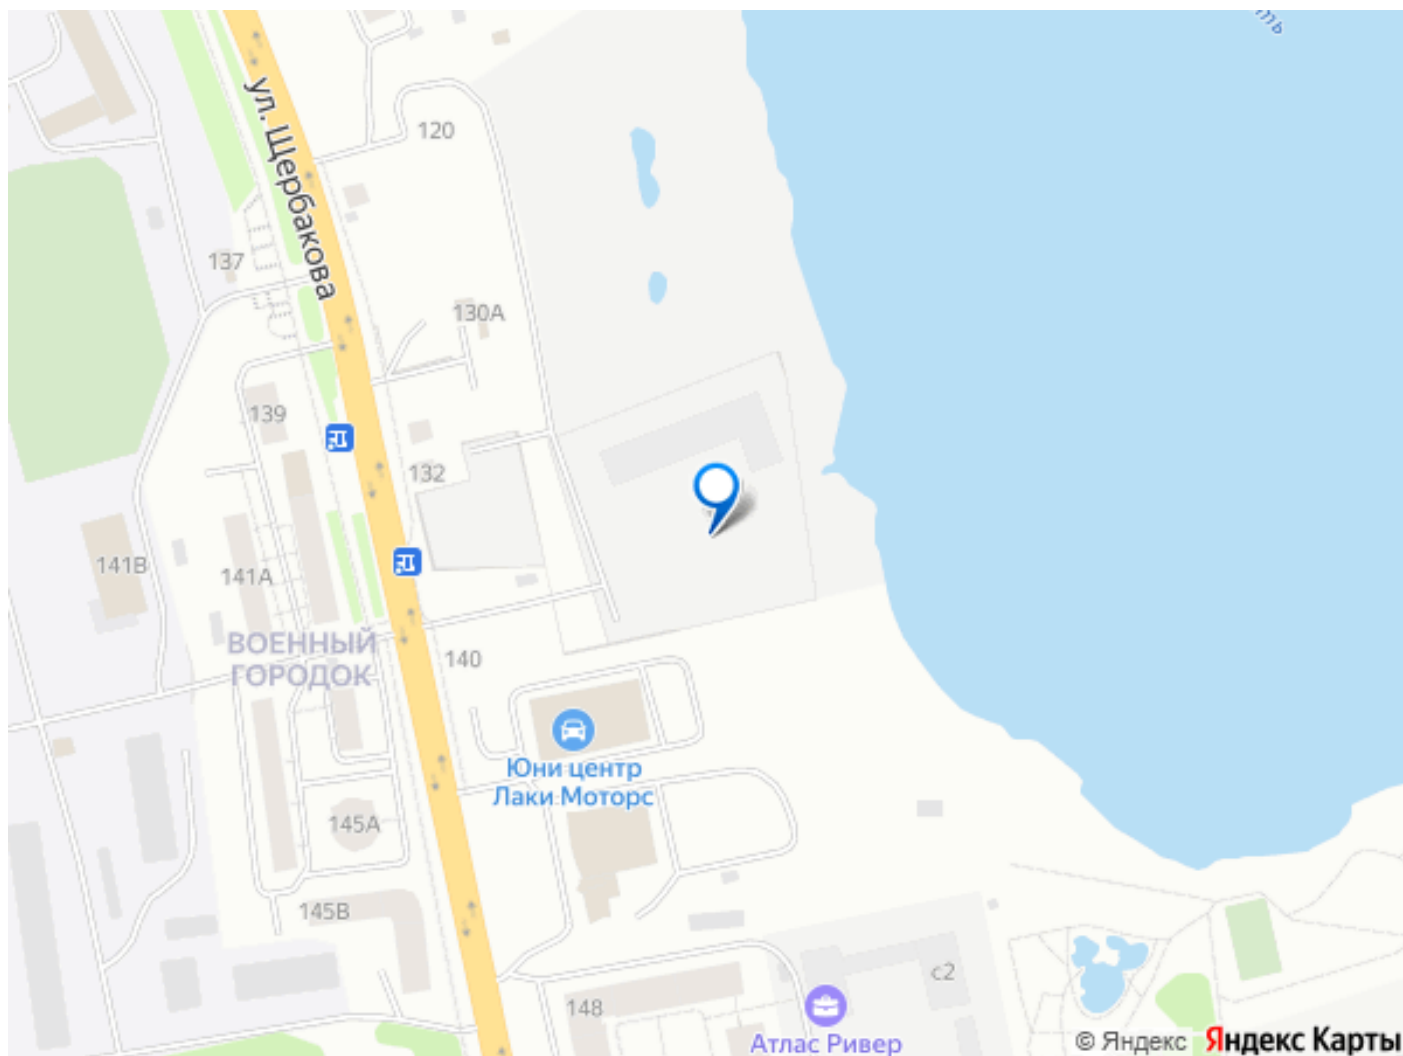 ть
ул. Щербакова
120
137
130А
139
132
141В
141А
ВОЕННЫЙ
ГОРОДОК
140
Юни центр
Лаки Моторс
145А
145В
с2
148
Атлас Ривер
© Яндекс Яндекс Карты